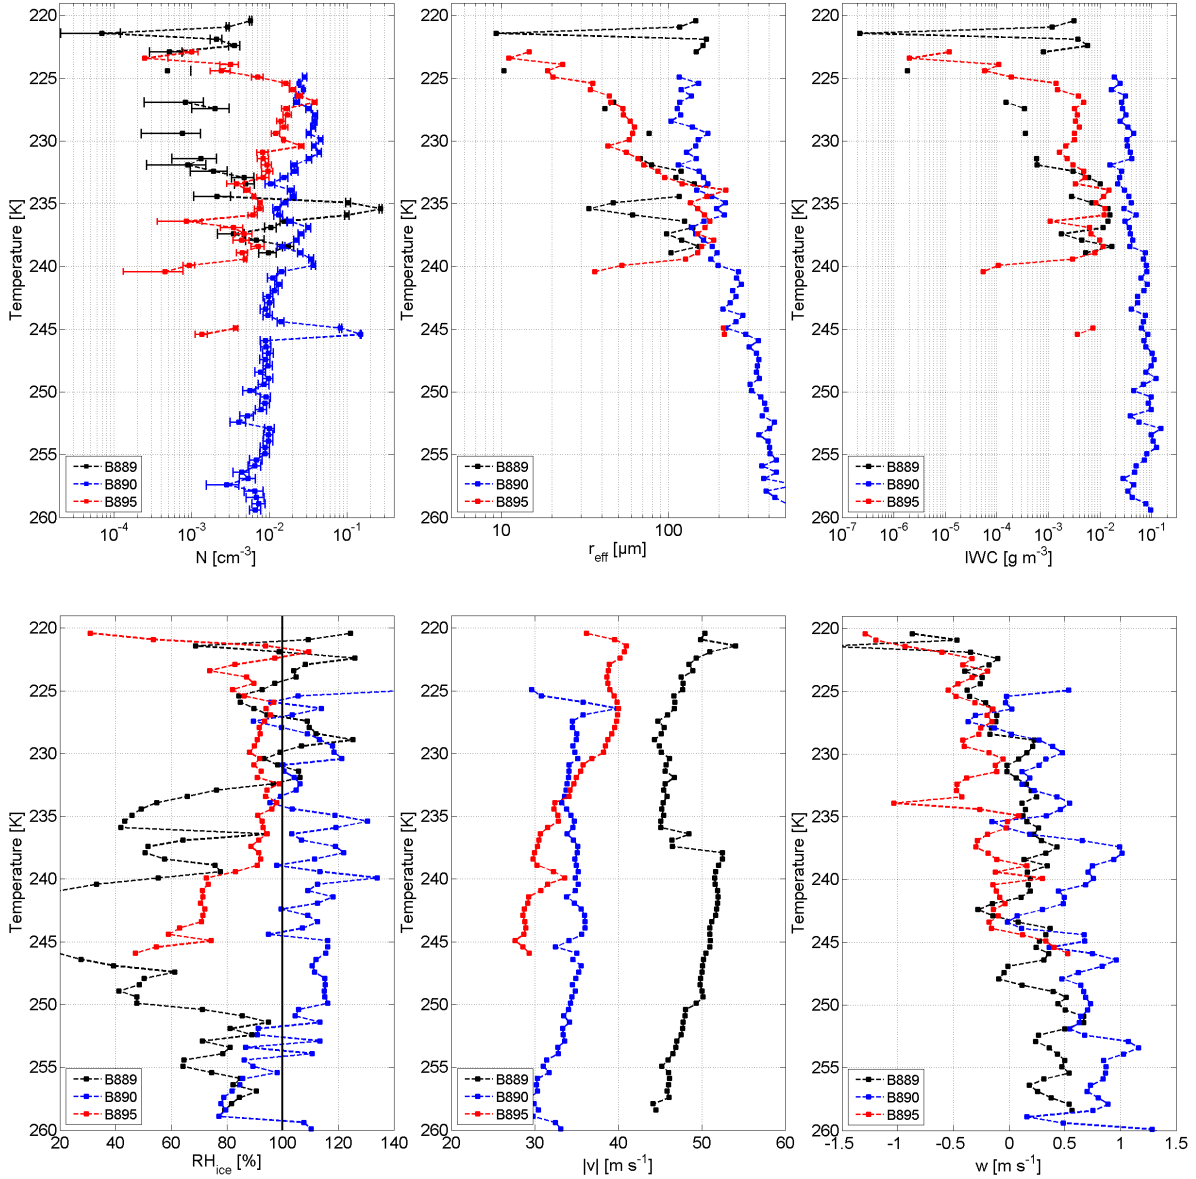 220
225
230
235
240
245
250
255
260
Temperature [K]
B889
B890
B895
10⁻⁴
10⁻³
10⁻²
10⁻¹
N [cm⁻³]
220
225
230
235
240
245
250
255
260
Temperature [K]
B889
B890
B895
10
100
r_eff [µm]
220
225
230
235
240
245
250
255
260
Temperature [K]
B889
B890
B895
10⁻⁷
10⁻⁶
10⁻⁵
10⁻⁴
10⁻³
10⁻²
10⁻¹
IWC [g m⁻³]
220
225
230
235
240
245
250
255
260
Temperature [K]
B889
B890
B895
20
40
60
80
100
120
140
RH_ice [%]
220
225
230
235
240
245
250
255
260
Temperature [K]
B889
B890
B895
20
30
40
50
60
|v| [m s⁻¹]
220
225
230
235
240
245
250
255
260
Temperature [K]
B889
B890
B895
-1.5
-1
-0.5
0
0.5
1
1.5
w [m s⁻¹]